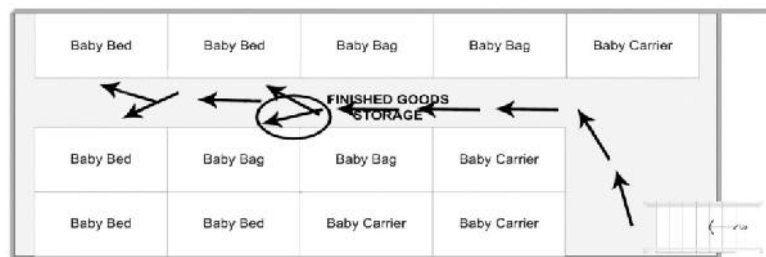 Baby Bed Baby Bed Baby Bag Baby Bag Baby Carrier
FINISHED GOODS
STORAGE
Baby Bed Baby Bag Baby Bag Baby Carrier
Baby Bed Baby Bed Baby Carrier Baby Carrier